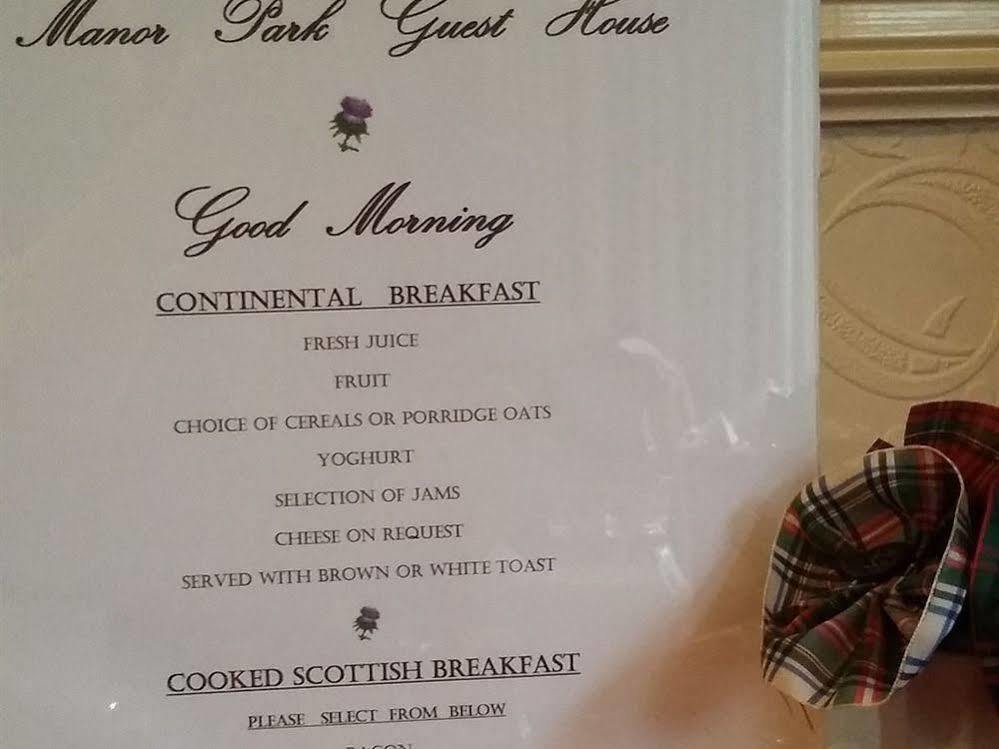 Manor Park Guest House
Good Morning
CONTINENTAL BREAKFAST
FRESH JUICE
FRUIT
CHOICE OF CEREALS OR PORRIDGE OATS
YOGHURT
SELECTION OF JAMS
CHEESE ON REQUEST
SERVED WITH BROWN OR WHITE TOAST
COOKED SCOTTISH BREAKFAST
PLEASE SELECT FROM BELOW